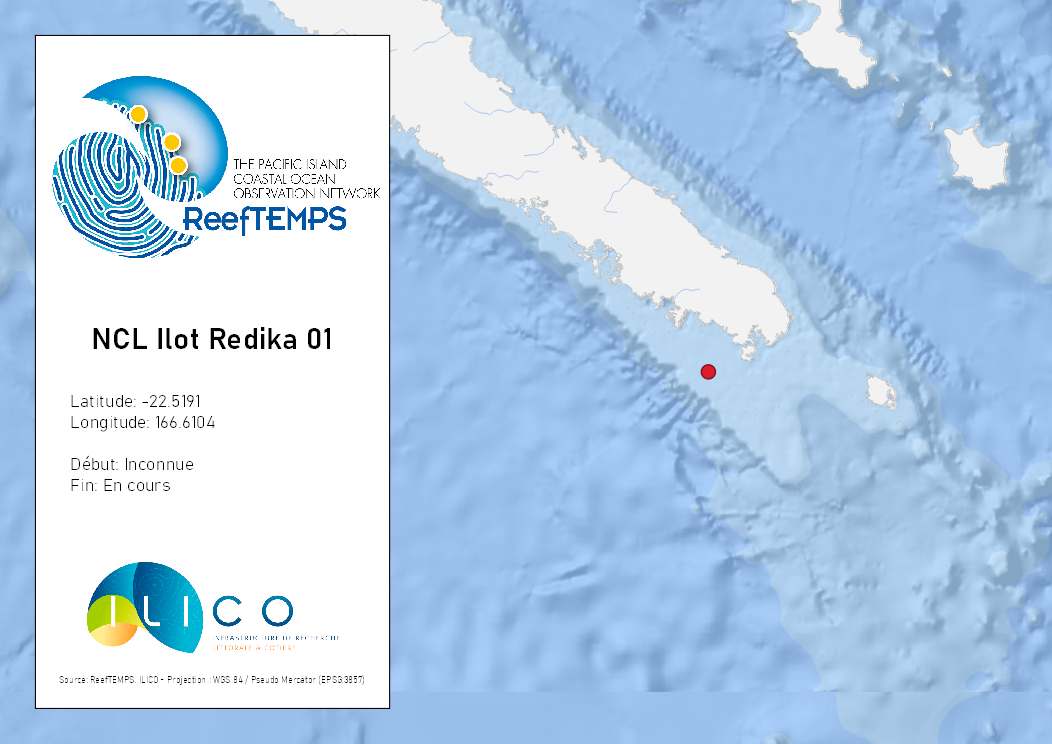 THE PACIFIC ISLAND
COASTAL OCEAN
OBSERVATION NETWORK
ReefTEMPS
NCL Ilot Redika 01
Latitude: -22.5191
Longitude: 166.6104
Début: Inconnue
Fin: En cours
ILICO
INFRASTRUCTURE DE RECHERCHE
LITTORALE & CÔTIÈRE
Source: ReefTEMPS, ILICO - Projection : WGS 84 / Pseudo Mercator (EPSG:3857)